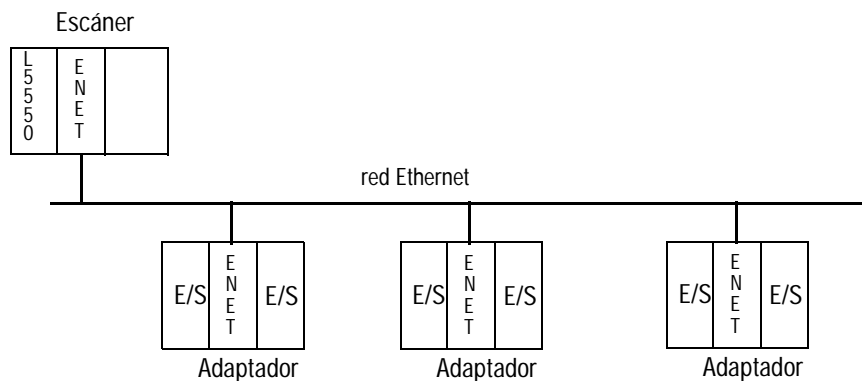 Escáner
L5550
ENET
red Ethernet
E/S
ENET
E/S
E/S
ENET
E/S
E/S
ENET
E/S
Adaptador
Adaptador
Adaptador